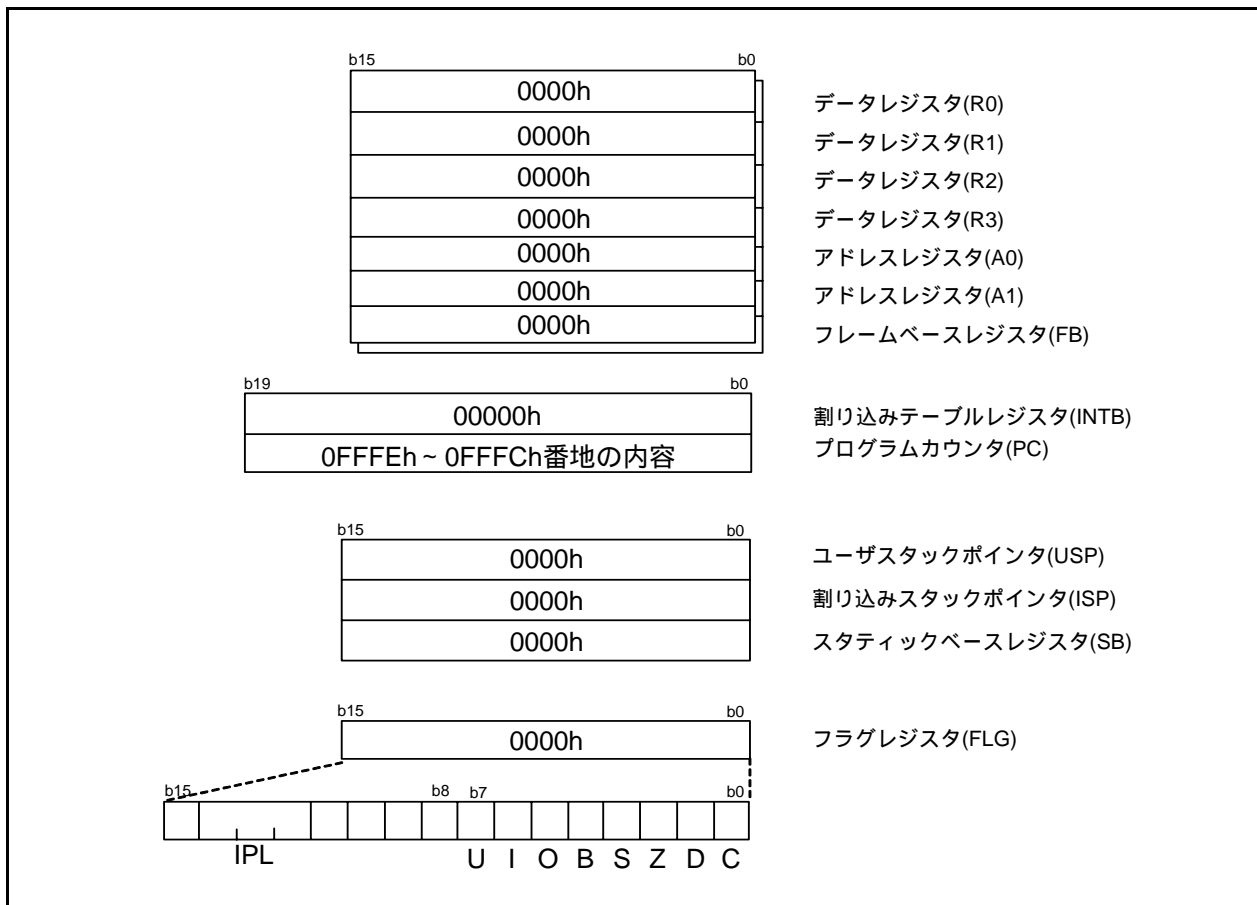 b15 b0
0000h データレジスタ(R0)
0000h データレジスタ(R1)
0000h データレジスタ(R2)
0000h データレジスタ(R3)
0000h アドレスレジスタ(A0)
0000h アドレスレジスタ(A1)
0000h フレームベースレジスタ(FB)
b19 b0
00000h 割り込みテーブルレジスタ(INTB)
0FFFEh ~ 0FFFCh番地の内容 プログラムカウンタ(PC)
b15 b0
0000h ユーザスタックポインタ(USP)
0000h 割り込みスタックポインタ(ISP)
0000h スタティックベースレジスタ(SB)
b15 b0
0000h フラグレジスタ(FLG)
b15 b8 b7 b0
IPL U I O B S Z D C